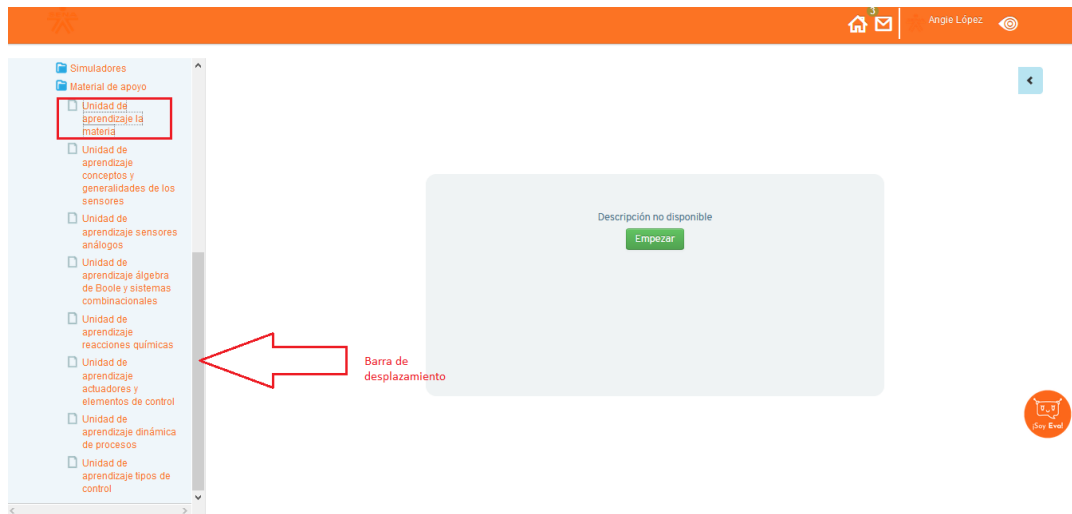 3
Angie López
Simuladores
Material de apoyo
Unidad de
aprendizaje la
materia
Unidad de
aprendizaje
conceptos y
generalidades de los
sensores
Unidad de
aprendizaje sensores
análogos
Unidad de
aprendizaje álgebra
de Boole y sistemas
combinacionales
Unidad de
aprendizaje
reacciones químicas
Unidad de
aprendizaje
actuadores y
elementos de control
Unidad de
aprendizaje dinámica
de procesos
Unidad de
aprendizaje tipos de
control
Descripción no disponible
Empezar
Barra de
desplazamiento
¡Soy Eva!